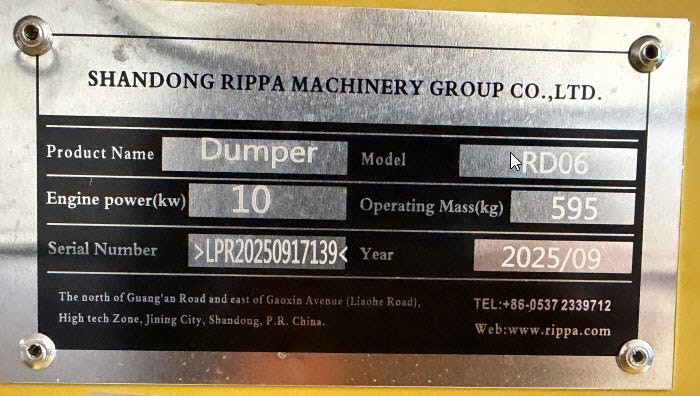 SHANDONG RIPPA MACHINERY GROUP CO.,LTD.
Product Name Dumper Model RD06
Engine power(kw) 10 Operating Mass(kg) 595
Serial Number >LPR20250917139< Year 2025/09
The north of Guang'an Road and east of Gaoxin Avenue (Liaohe Road), TEL:+86-0537 2339712
High tech Zone, Jining City, Shandong, P.R. China. Web:www.rippa.com